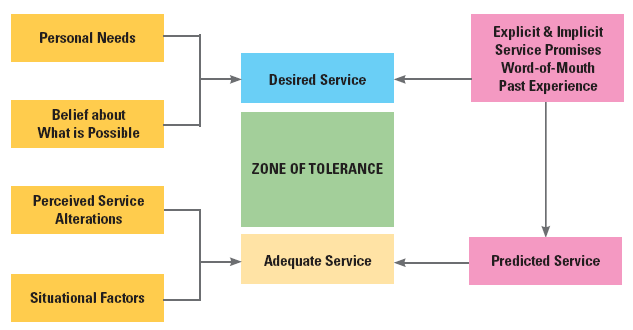 Personal Needs
Belief about
What is Possible
Perceived Service
Alterations
Situational Factors
Desired Service
ZONE OF TOLERANCE
Adequate Service
Explicit & Implicit
Service Promises
Word-of-Mouth
Past Experience
Predicted Service